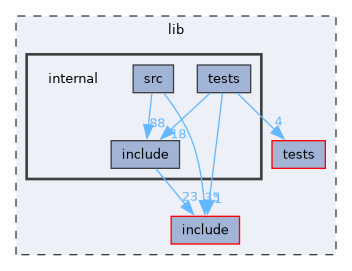 lib
internal
src
tests
4
88
18
include
tests
23
include